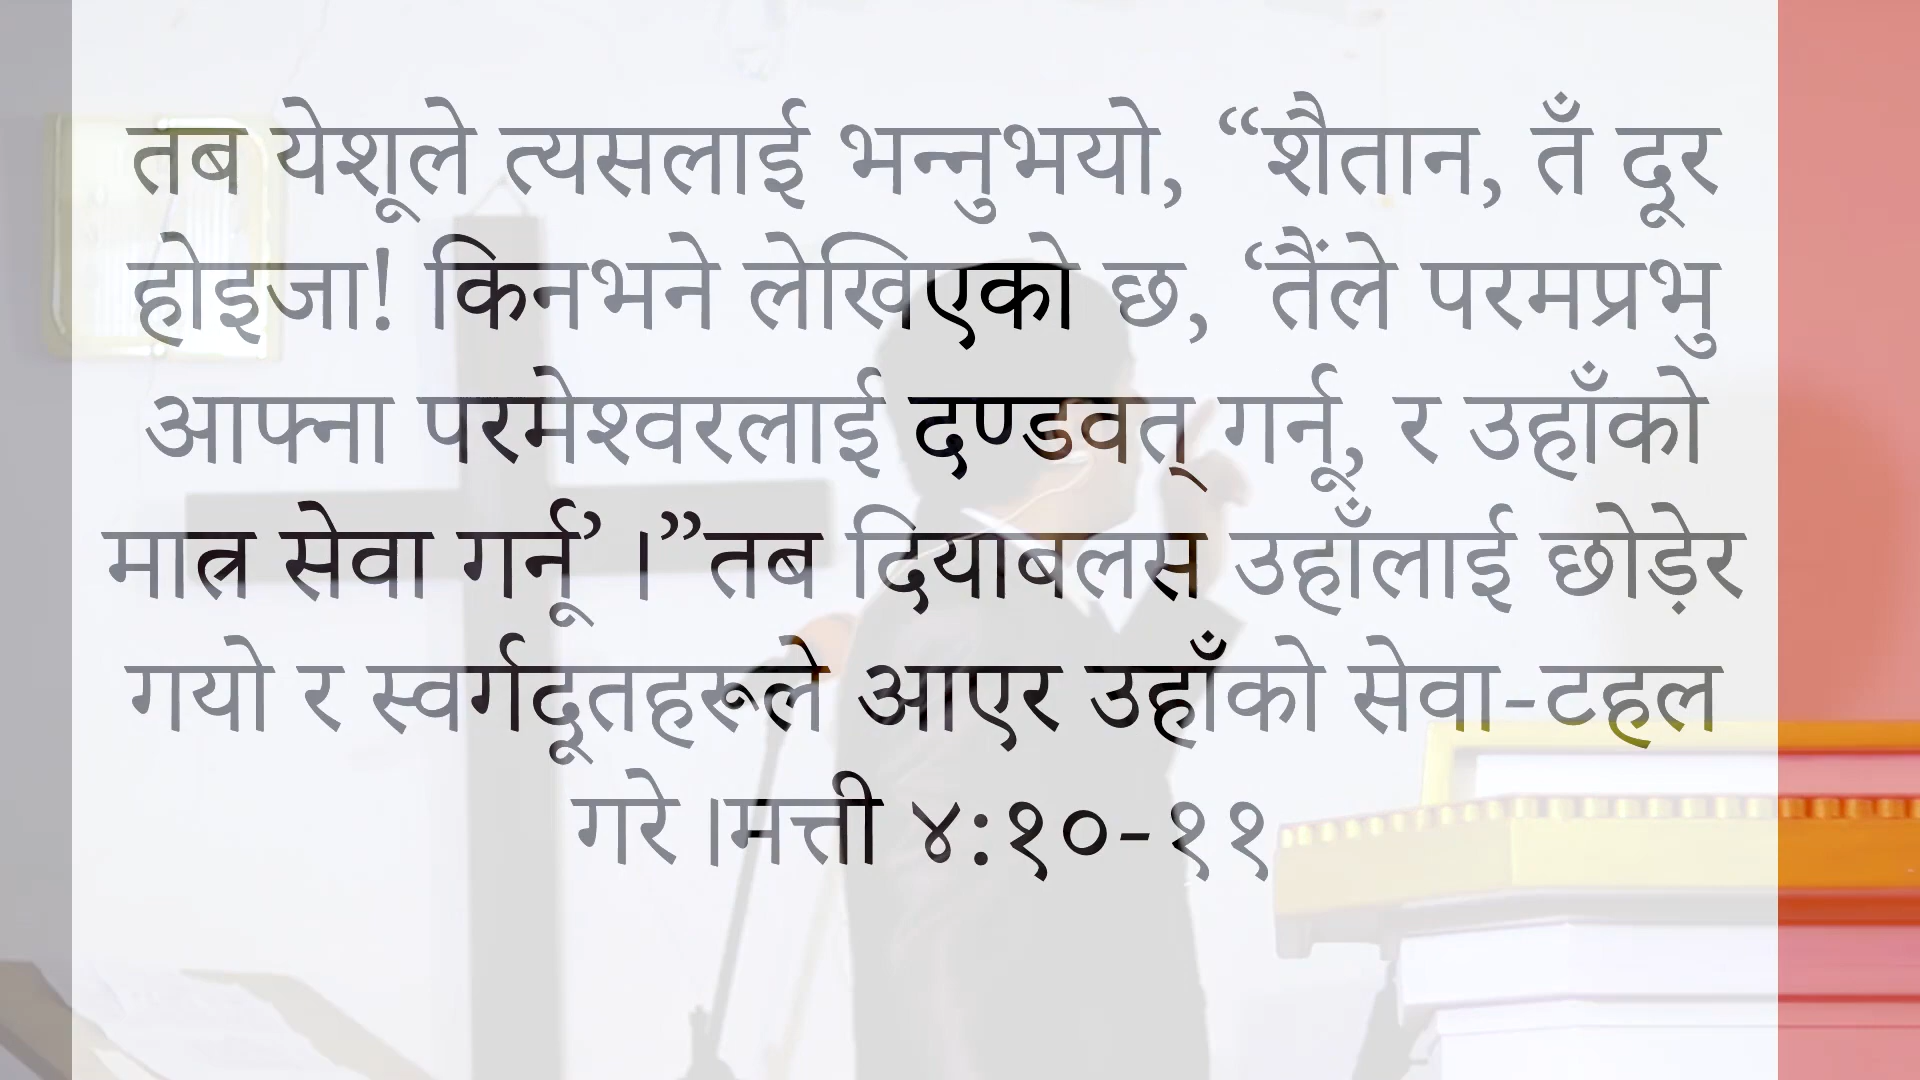 तब येशूले त्यसलाई भन्नुभयो, “शैतान, तँ दूर
होइजा! किनभने लेखिएको छ, ‘तैंले परमप्रभु
आफ्ना परमेश्वरलाई दण्डवत् गर्नू, र उहाँको
मात्र सेवा गर्नू’ ।”तब दियाबलस उहाँलाई छोड़ेर
गयो र स्वर्गदूतहरूले आएर उहाँको सेवा-टहल
गरे ।मत्ती ४:१०-११